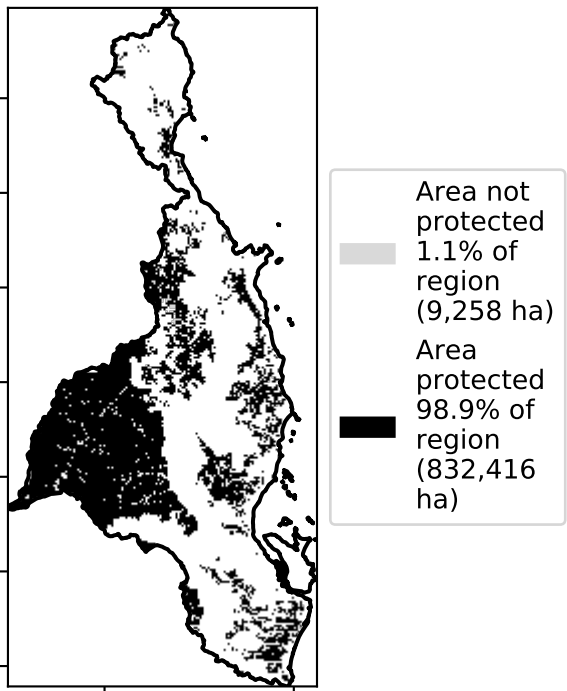 Area not
protected
1.1% of
region
(9,258 ha)
Area
protected
98.9% of
region
(832,416
ha)